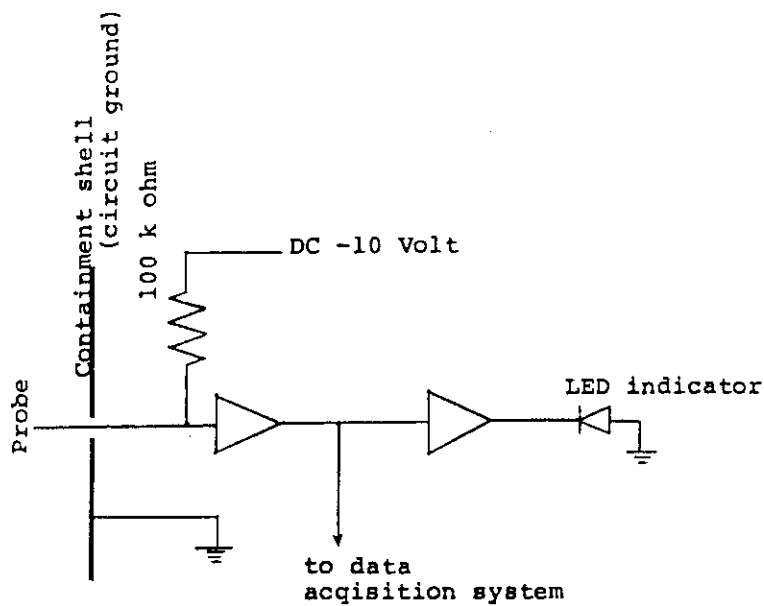 Containment shell
(circuit ground)
100 k ohm
DC -10 Volt
Probe
LED indicator
to data
acqisition system